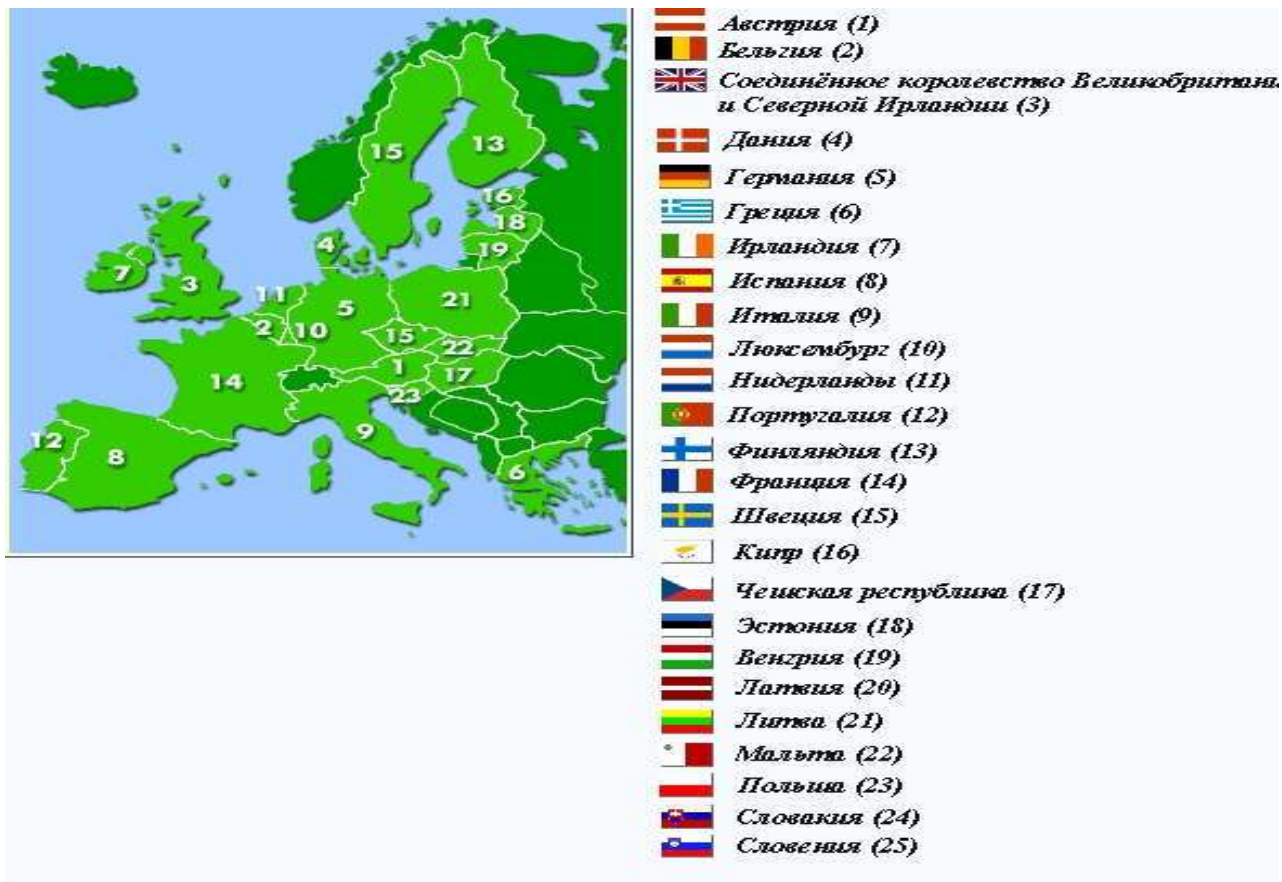 15
13
16
18
19
4
7
3
11
5
21
2
10
15
22
1
17
14
23
12
9
8
6
Австрия (1)
Бельгия (2)
Соединённое королевство
и Северной Ирландии (3)
Дания (4)
Германия (5)
Греция (6)
Ирландия (7)
Испания (8)
Италия (9)
Люксембург (10)
Нидерланды (11)
Португалия (12)
Финляндия (13)
Франция (14)
Швеция (15)
Кипр (16)
Чешская республика (17)
Эстония (18)
Венгрия (19)
Латвия (20)
Литва (21)
Мальта (22)
Польша (23)
Словакия (24)
Словения (25)